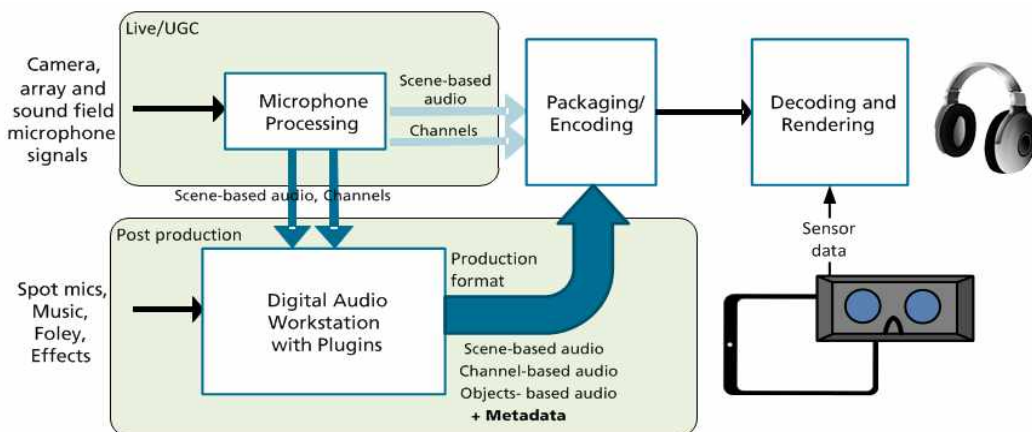 Live/UGC
Camera,
array and
sound field
microphone
signals
Microphone
Processing
Scene-based
audio
Channels
Packaging/
Encoding
Decoding and
Rendering
Scene-based audio, Channels
Sensor
data
Post production
Spot mics,
Music,
Foley,
Effects
Digital Audio
Workstation
with Plugins
Production
format
Scene-based audio
Channel-based audio
Objects- based audio
+ Metadata